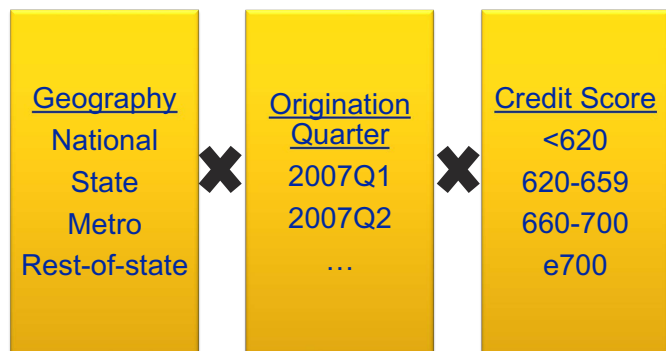 Geography
National
State
Metro
Rest-of-state
Origination
Quarter
2007Q1
2007Q2
…
Credit Score
<620
620-659
660-700
e700